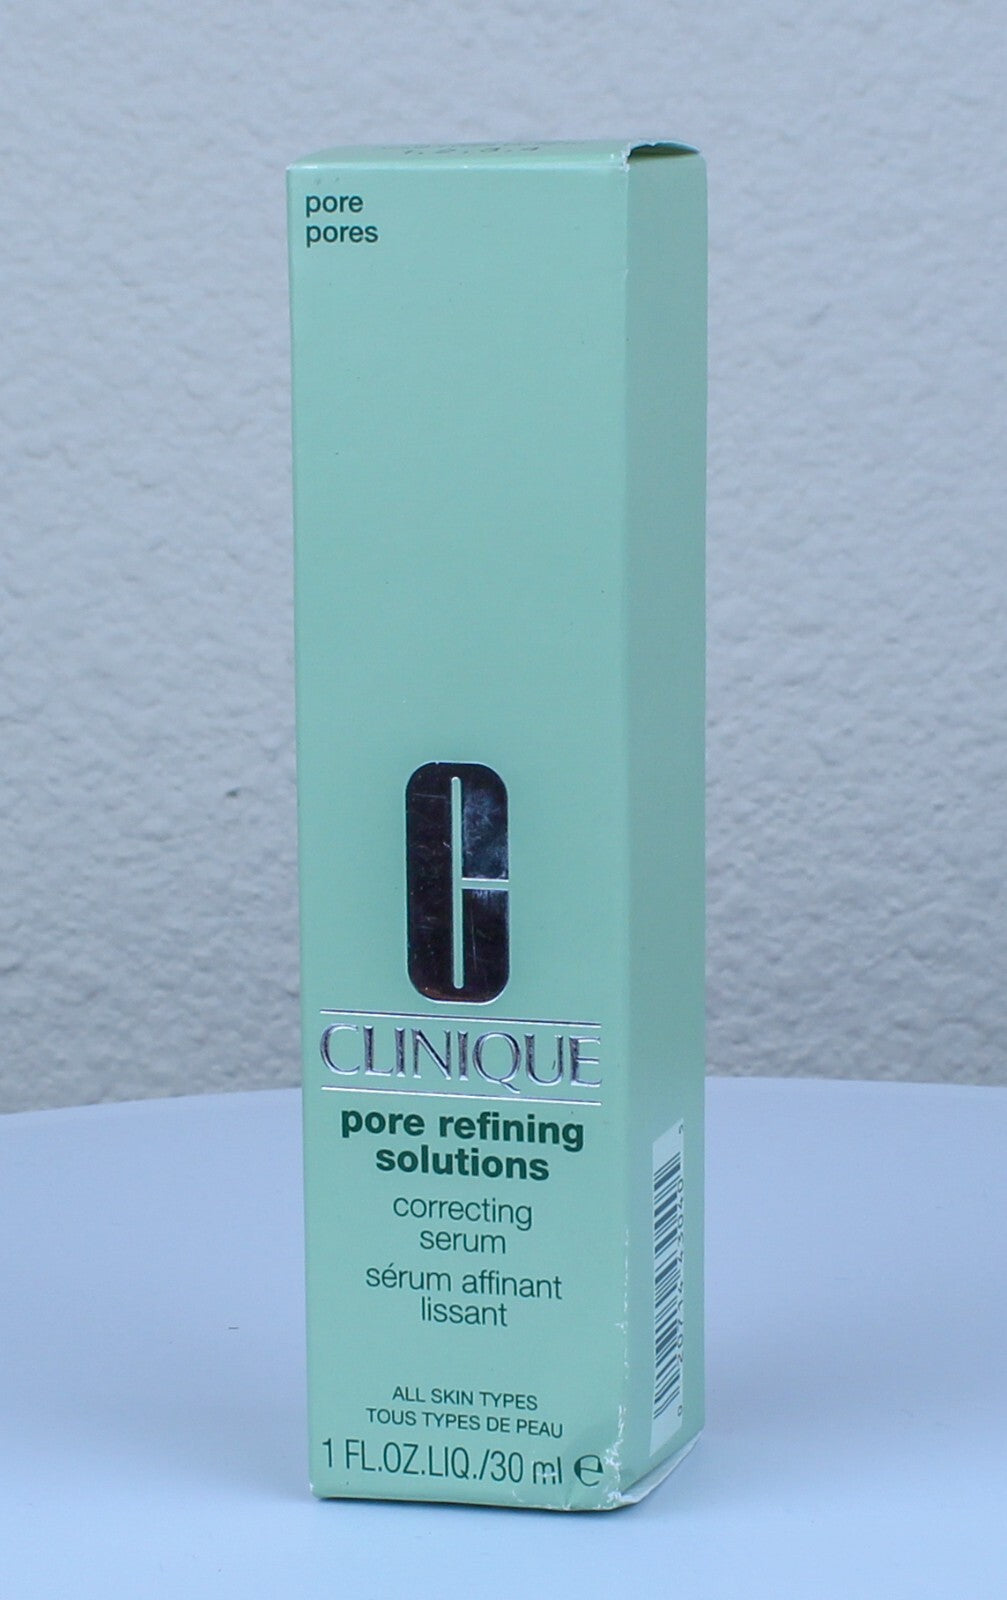 pore
pores
C
CLINIQUE
pore refining
solutions
correcting
serum
sérum affinant
lissant
ALL SKIN TYPES
TOUS TYPES DE PEAU
1 FL.OZ.LIQ./30 ml ℮